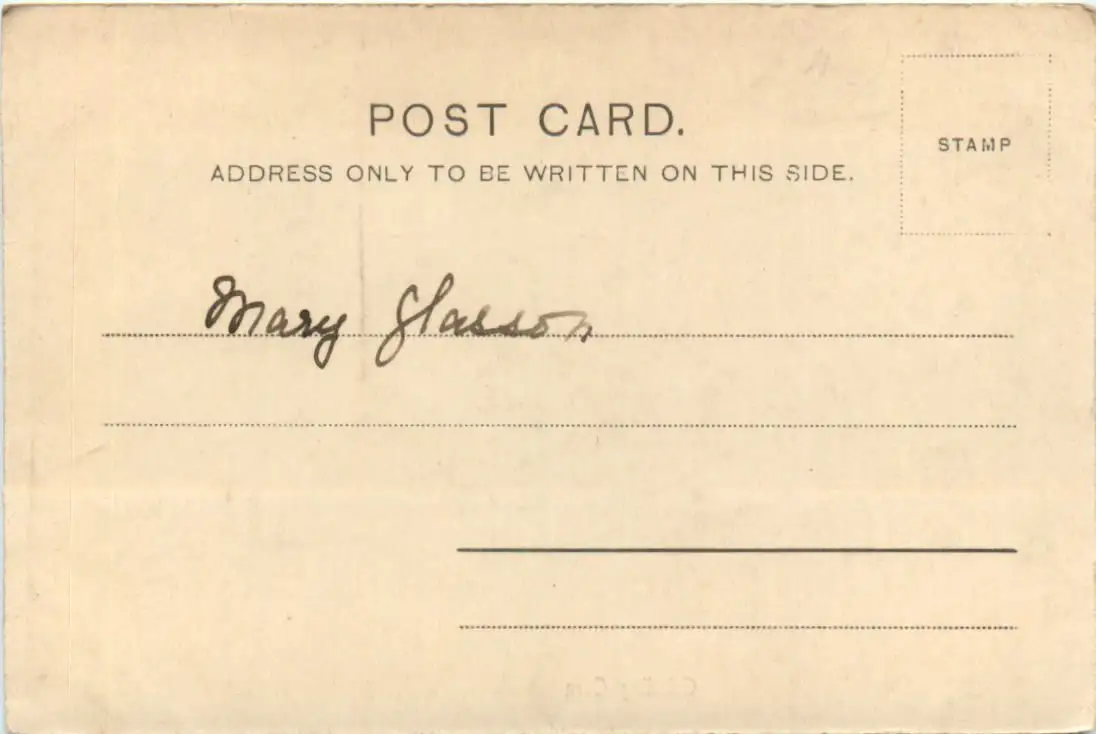 POST CARD.
ADDRESS ONLY TO BE WRITTEN ON THIS SIDE.
STAMP
Mary Glasson